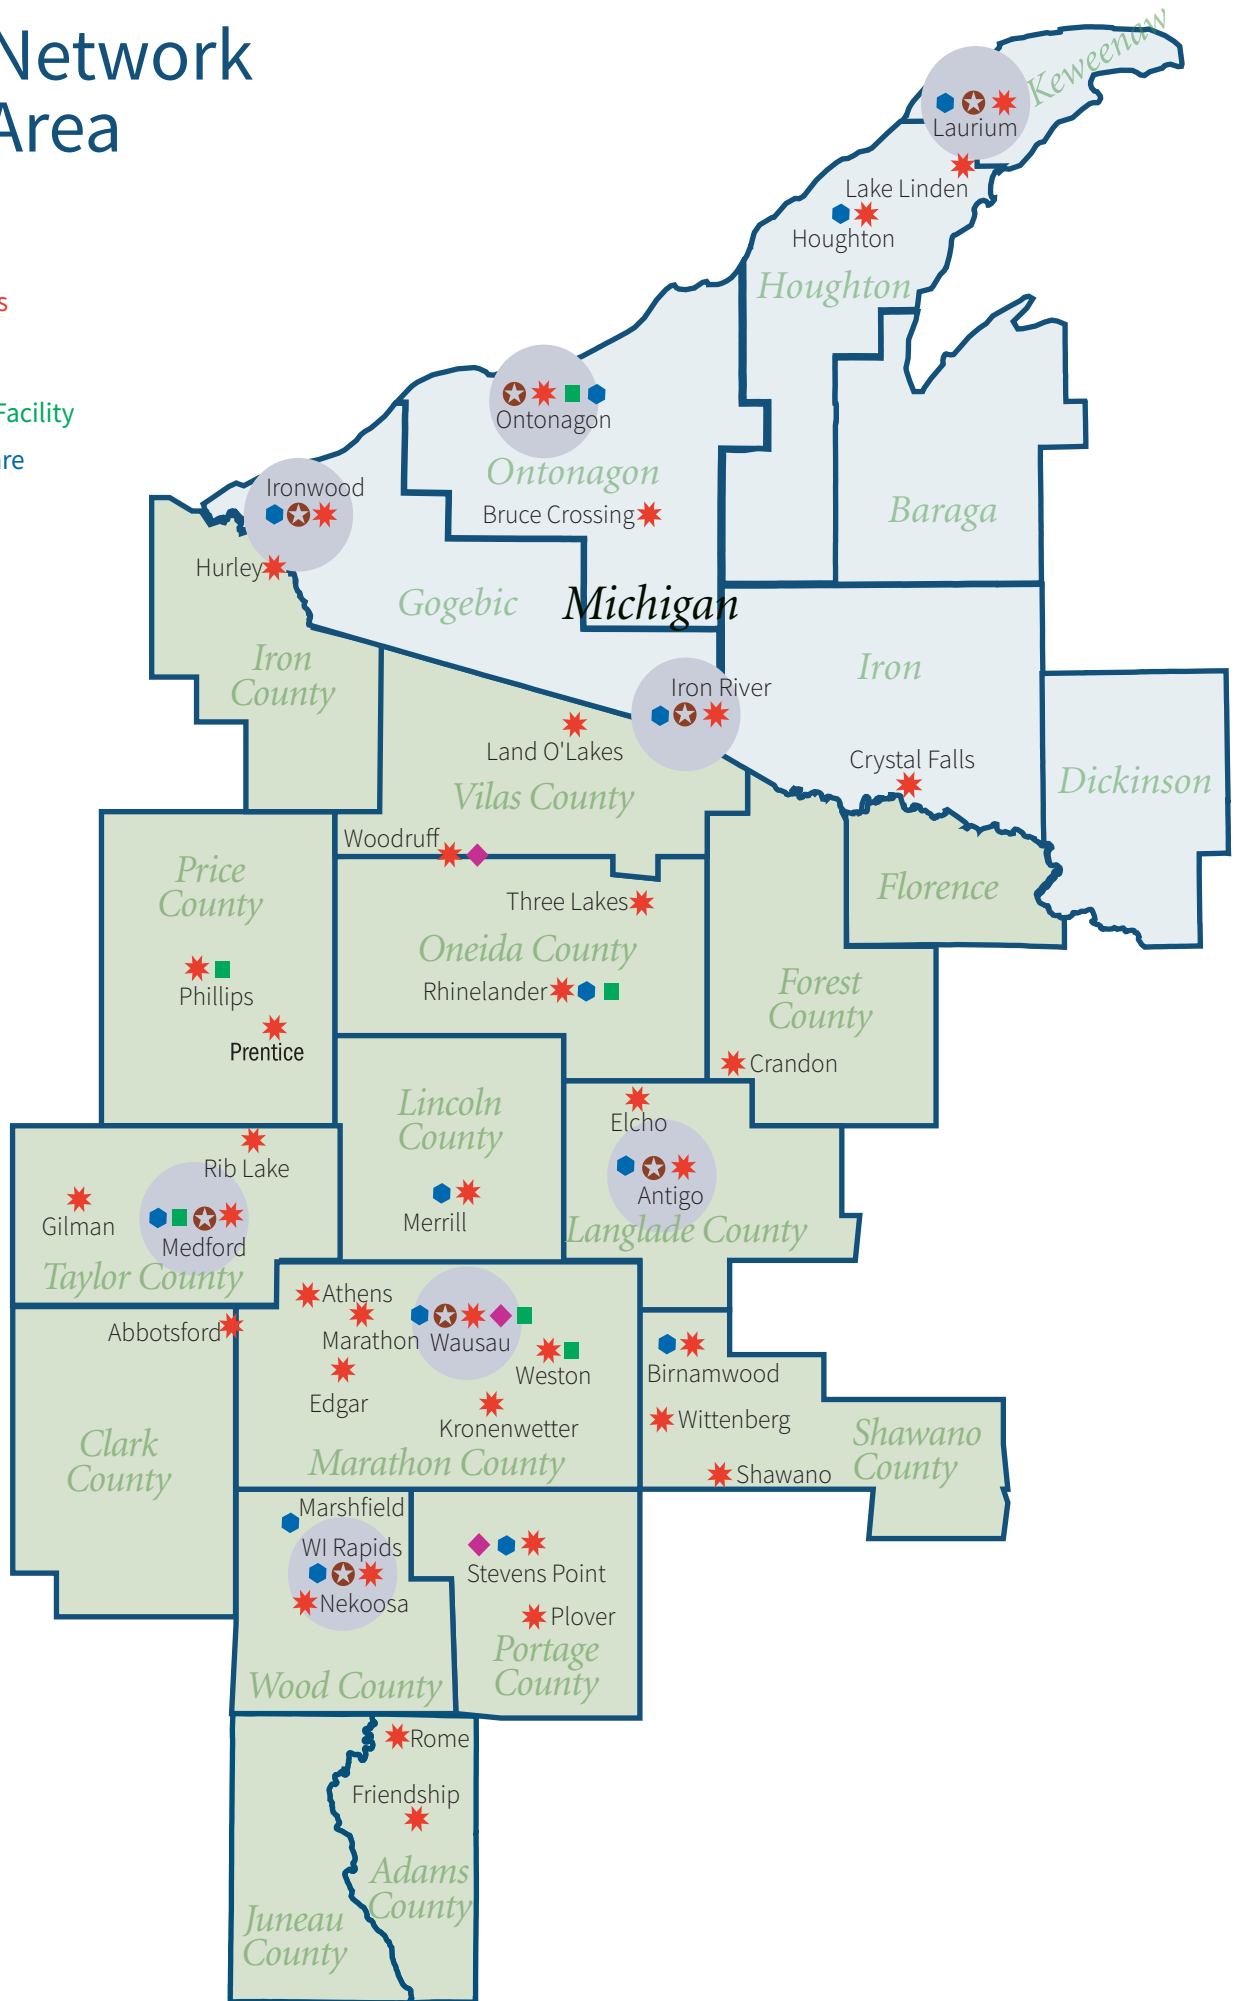 Network
Area
s
Facility
re
Keweenaw
Laurium
Lake Linden
Houghton
Houghton
Ontonagon
Ontonagon
Ironwood
Bruce Crossing
Baraga
Hurley
Gogebic
Michigan
Iron
County
Iron
Iron River
Land O'Lakes
Crystal Falls
Dickinson
Vilas County
Woodruff
Price
County
Florence
Three Lakes
Oneida County
Forest
County
Rhinelander
Phillips
Prentice
Crandon
Lincoln
County
Elcho
Rib Lake
Antigo
Gilman
Merrill
Langlade County
Medford
Taylor County
Athens
Abbotsford
Marathon
Wausau
Weston
Birnamwood
Edgar
Wittenberg
Kronenwetter
Shawano
County
Clark
County
Marathon County
Shawano
Marshfield
WI Rapids
Stevens Point
Nekoosa
Plover
Portage
County
Wood County
Rome
Friendship
Adams
County
Juneau
County